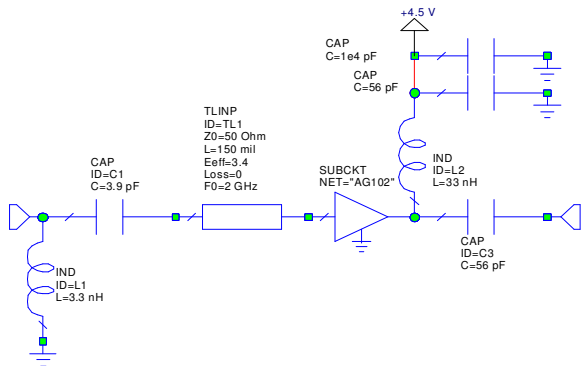 +4.5 V
CAP
C=1e4 pF
CAP
C=56 pF
TLINP
ID=TL1
Z0=50 Ohm
L=150 mil
Eeff=3.4
Loss=0
F0=2 GHz
CAP
ID=C1
C=3.9 pF
SUBCKT
NET="AG102"
IND
ID=L2
L=33 nH
CAP
ID=C3
C=56 pF
IND
ID=L1
L=3.3 nH